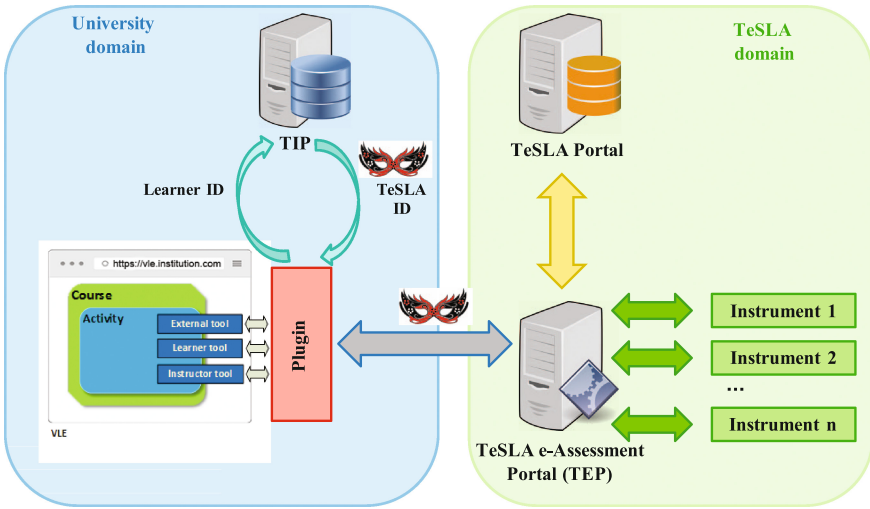 University
domain
TIP
Learner ID
TeSLA
ID
https://vle.institution.com
Course
Activity
External tool
Learner tool
Instructor tool
VLE
Plugin
TeSLA
domain
TeSLA Portal
Instrument 1
Instrument 2
...
Instrument n
TeSLA e-Assessment
Portal (TEP)